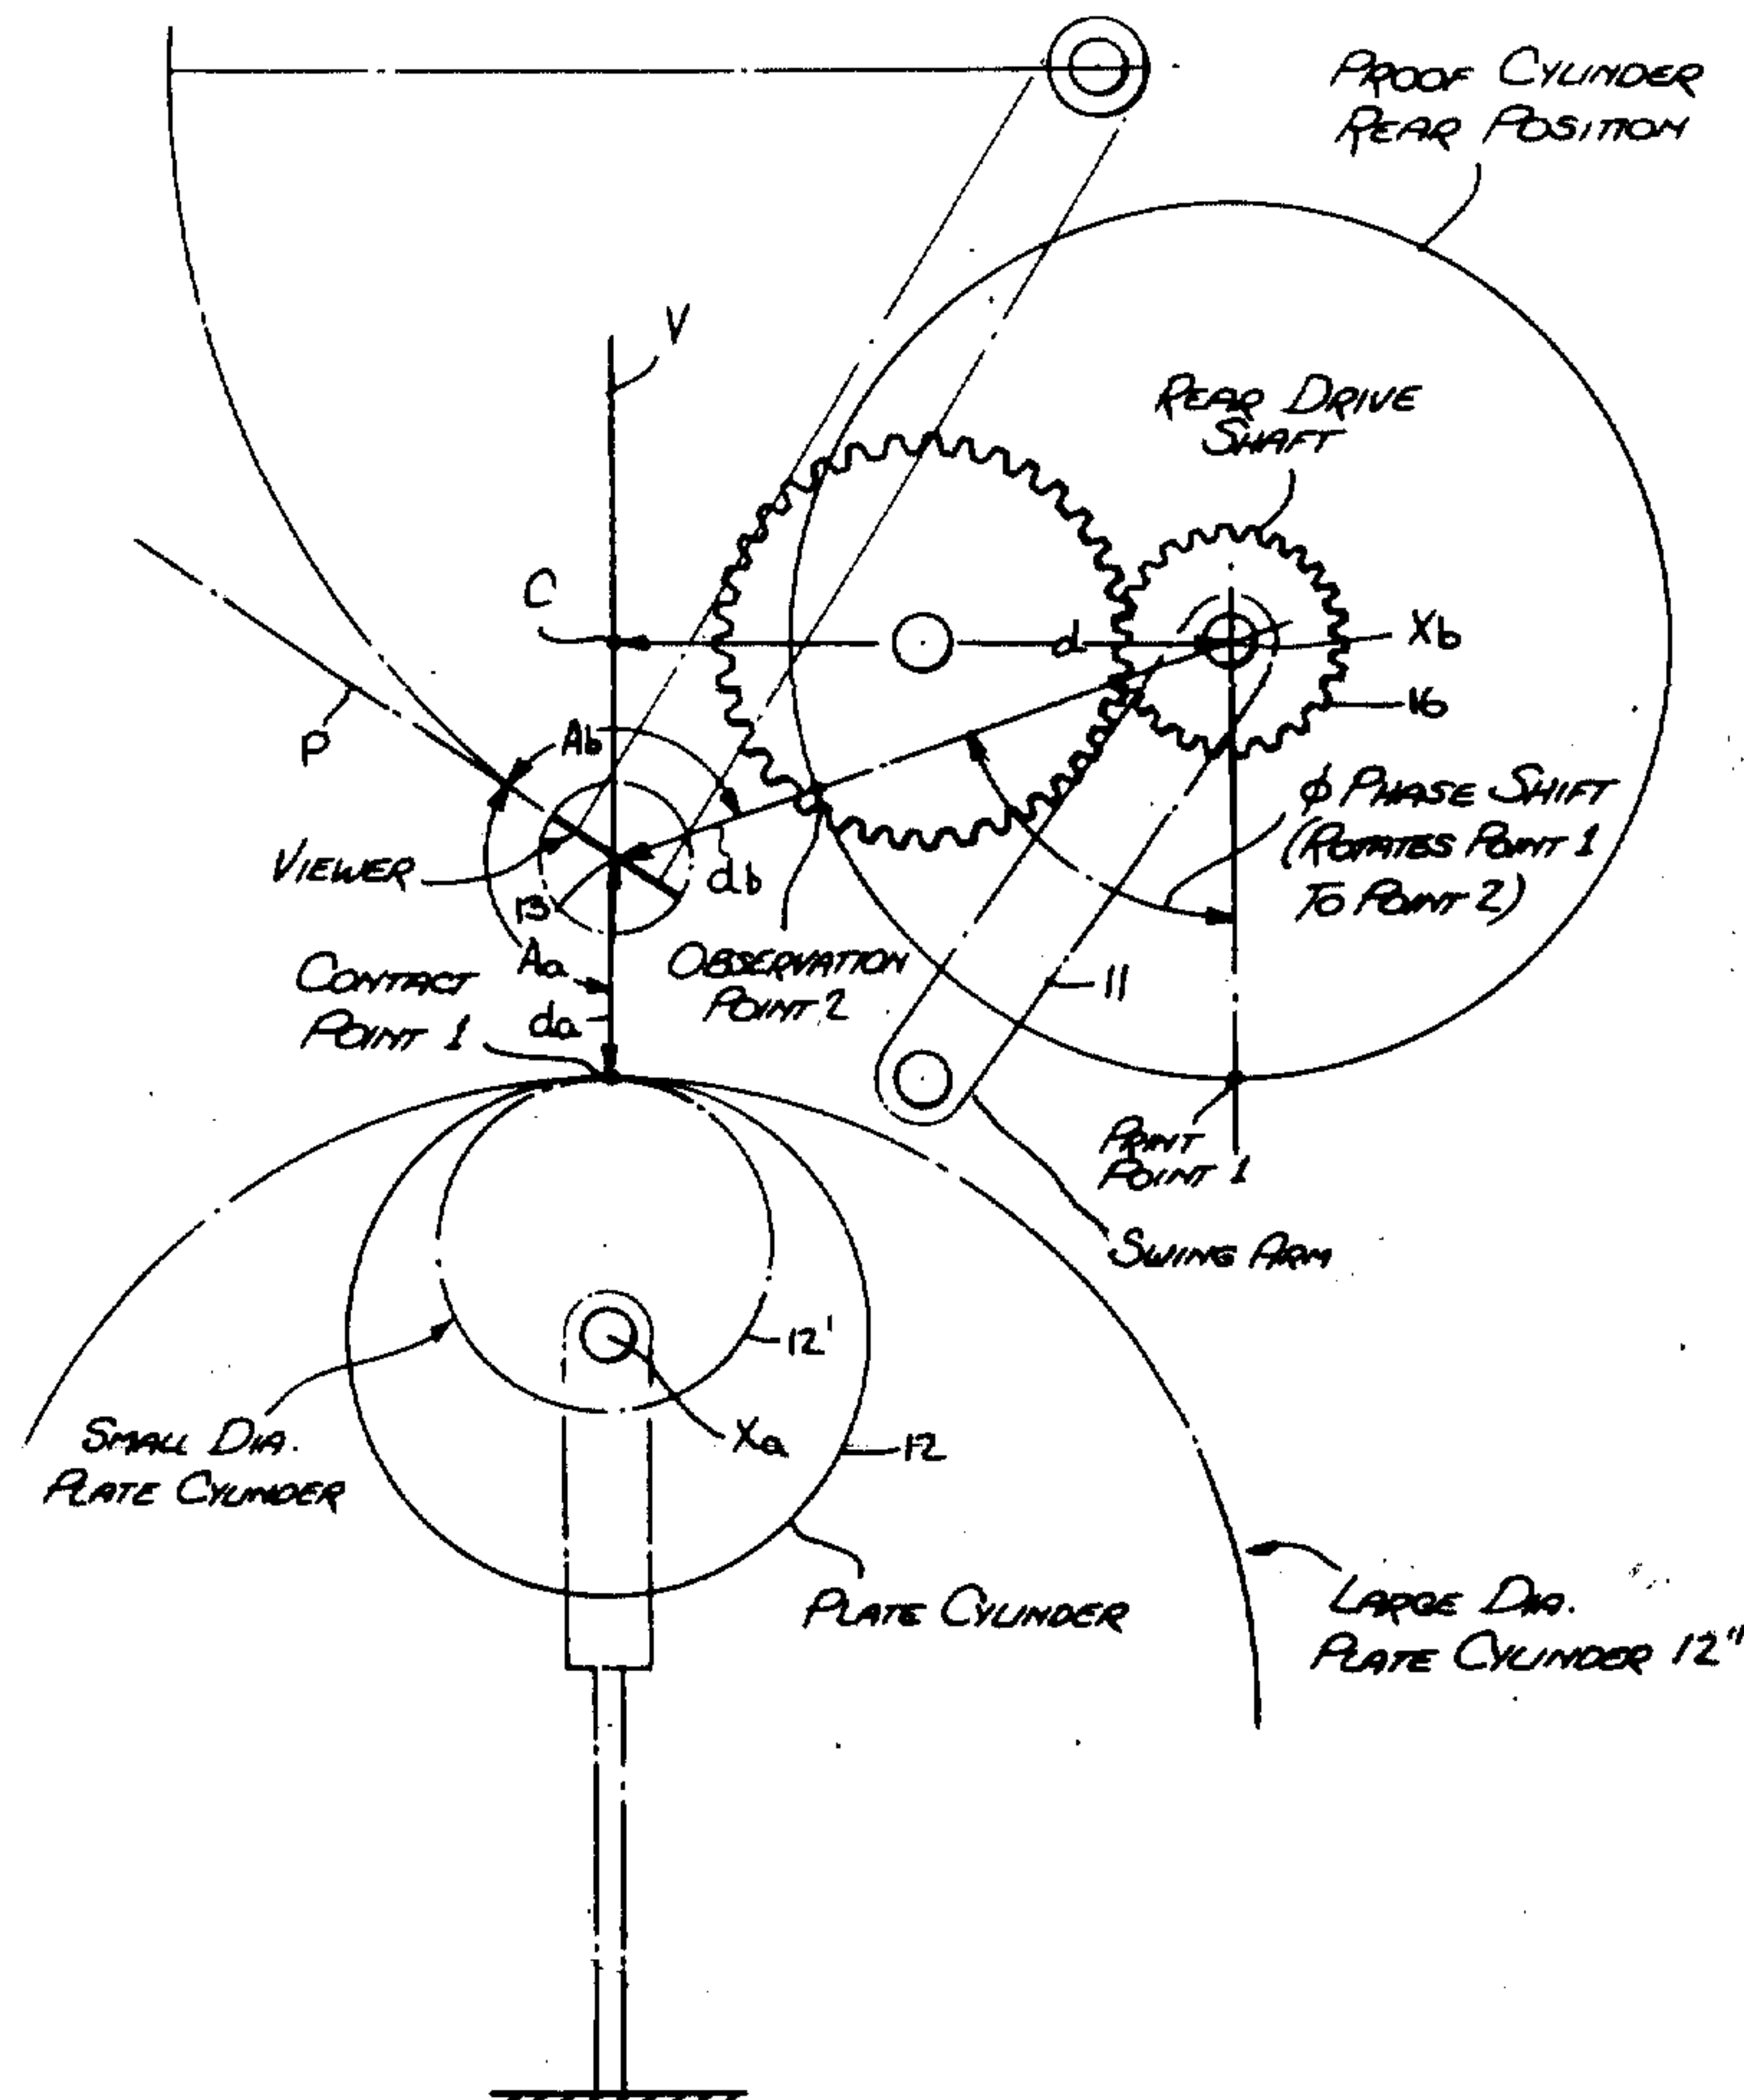 PROOF CYLINDER
REAR POSITION
V
REAR DRIVE
SHAFT
C
d
Xb
16
P
Ab
φ PHASE SHIFT
(ROTATES POINT 1
TO POINT 2)
VIEWER
13
db
Aa
da
CONTACT
POINT 1
OBSERVATION
POINT 2
11
PRINT
POINT 1
SWING ARM
12'
Xa
12
SMALL DIA.
PLATE CYLINDER
PLATE CYLINDER
LARGE DIA.
PLATE CYLINDER 12"